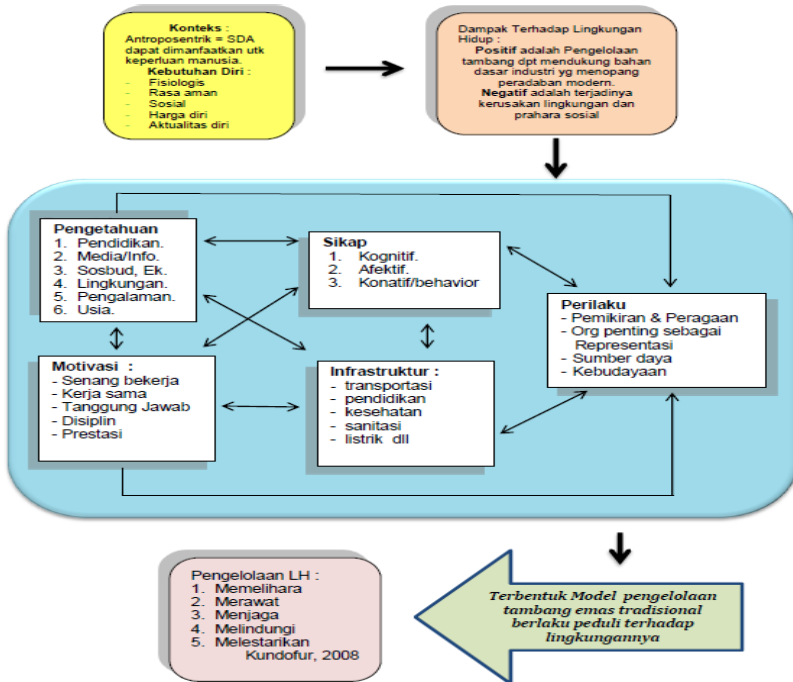 Konteks :
Antroposentrik = SDA
dapat dimanfaatkan utk
keperluan manusia.
Kebutuhan Diri :
- Fisiologis
- Rasa aman
- Sosial
- Harga diri
- Aktualitas diri
Dampak Terhadap Lingkungan
Hidup :
Positif adalah Pengelolaan
tambang dpt mendukung bahan
dasar industri yg menopang
peradaban modern.
Negatif adalah terjadinya
kerusakan lingkungan dan
prahara sosial
Pengetahuan
1. Pendidikan.
2. Media/Info.
3. Sosbud, Ek.
4. Lingkungan.
5. Pengalaman.
6. Usia.
Sikap
1. Kognitif.
2. Afektif.
3. Konatif/behavior
Perilaku
- Pemikiran & Peragaan
- Org penting sebagai
Representasi
- Sumber daya
- Kebudayaan
Motivasi :
- Senang bekerja
- Kerja sama
- Tanggung Jawab
- Disiplin
- Prestasi
Infrastruktur :
- transportasi
- pendidikan
- kesehatan
- sanitasi
- listrik dll
Pengelolaan LH :
1. Memelihara
2. Merawat
3. Menjaga
4. Melindungi
5. Melestarikan
Kundofur, 2008
Terbentuk Model pengelolaan
tambang emas tradisional
berlaku peduli terhadap
lingkungannya